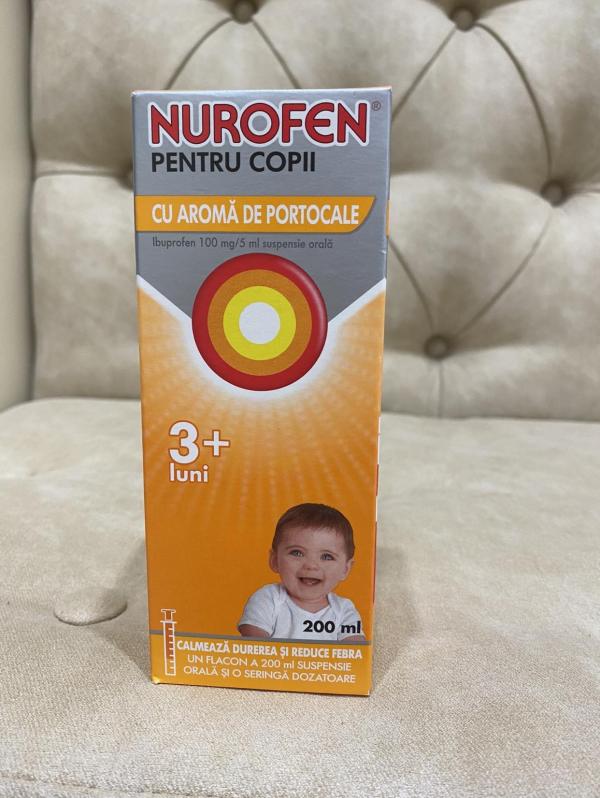 NUROFEN®
PENTRU COPII
CU AROMĂ DE PORTOCALE
Ibuprofen 100 mg/5 ml suspensie orală
3+
luni
200 ml
CALMEAZĂ DUREREA ȘI REDUCE FEBRA
UN FLACON A 200 ml SUSPENSIE
ORALĂ ȘI O SERINGĂ DOZATOARE